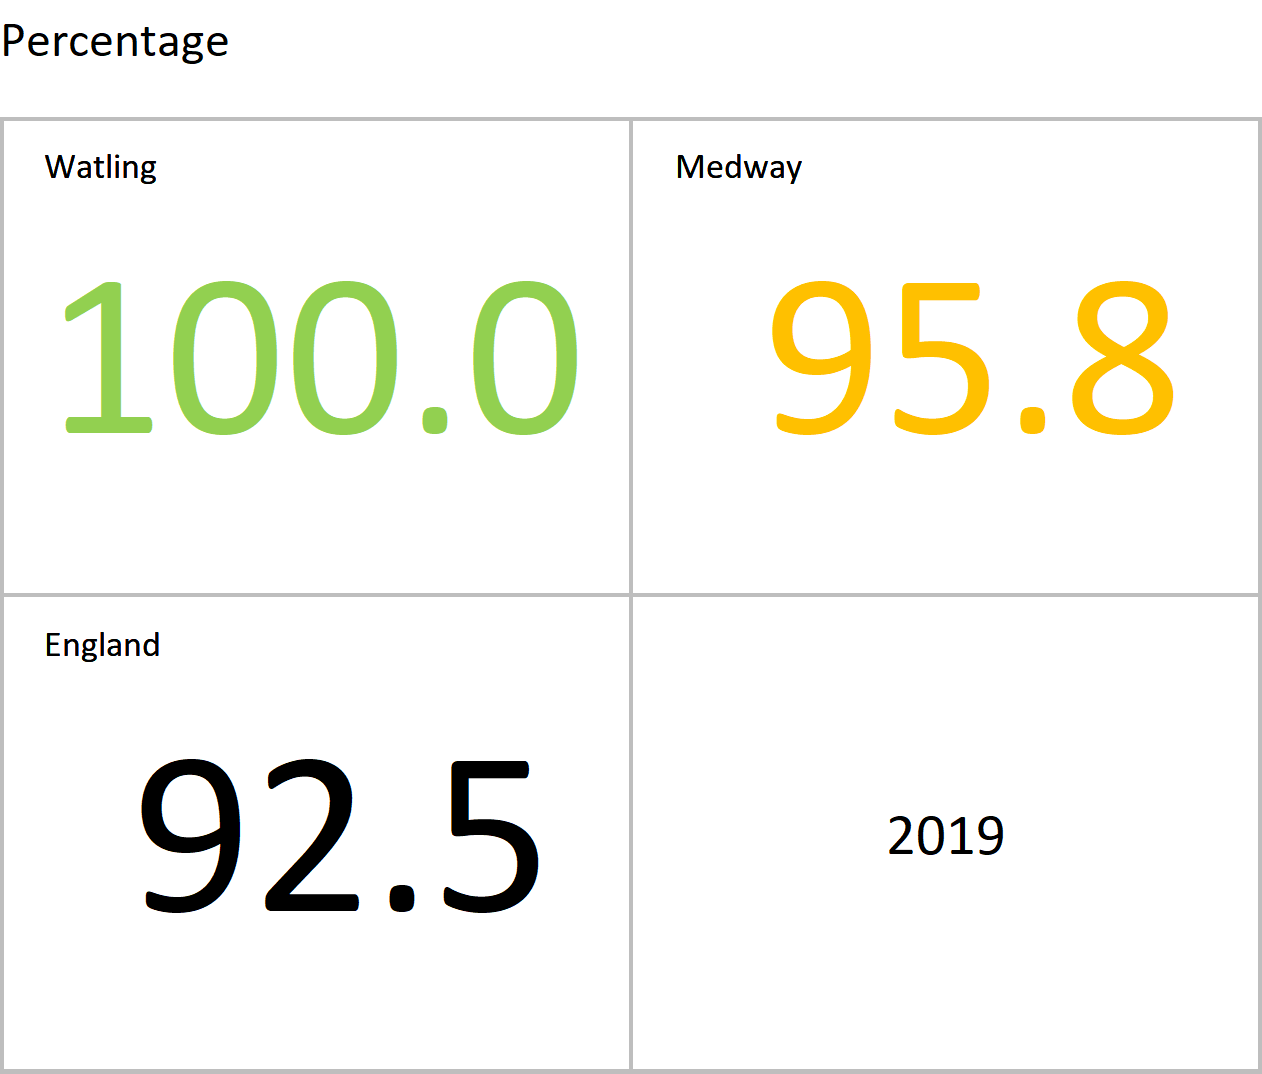 Percentage
Watling
Medway
100.0
95.8
England
92.5
2019